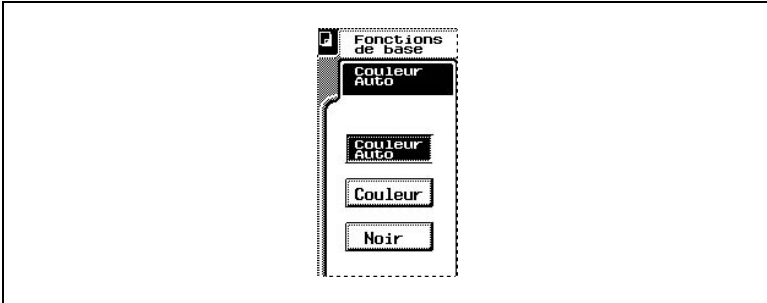 Fonctions
de base
Couleur
Auto
Couleur
Auto
Couleur
Noir